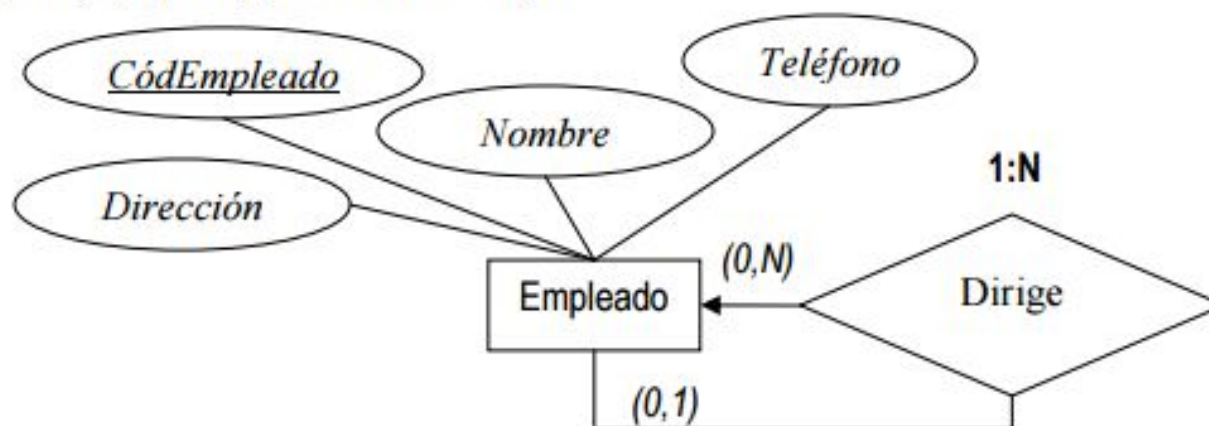 CódEmpleado
Teléfono
Nombre
Dirección
1:N
(0,N)
Empleado
Dirige
(0,1)